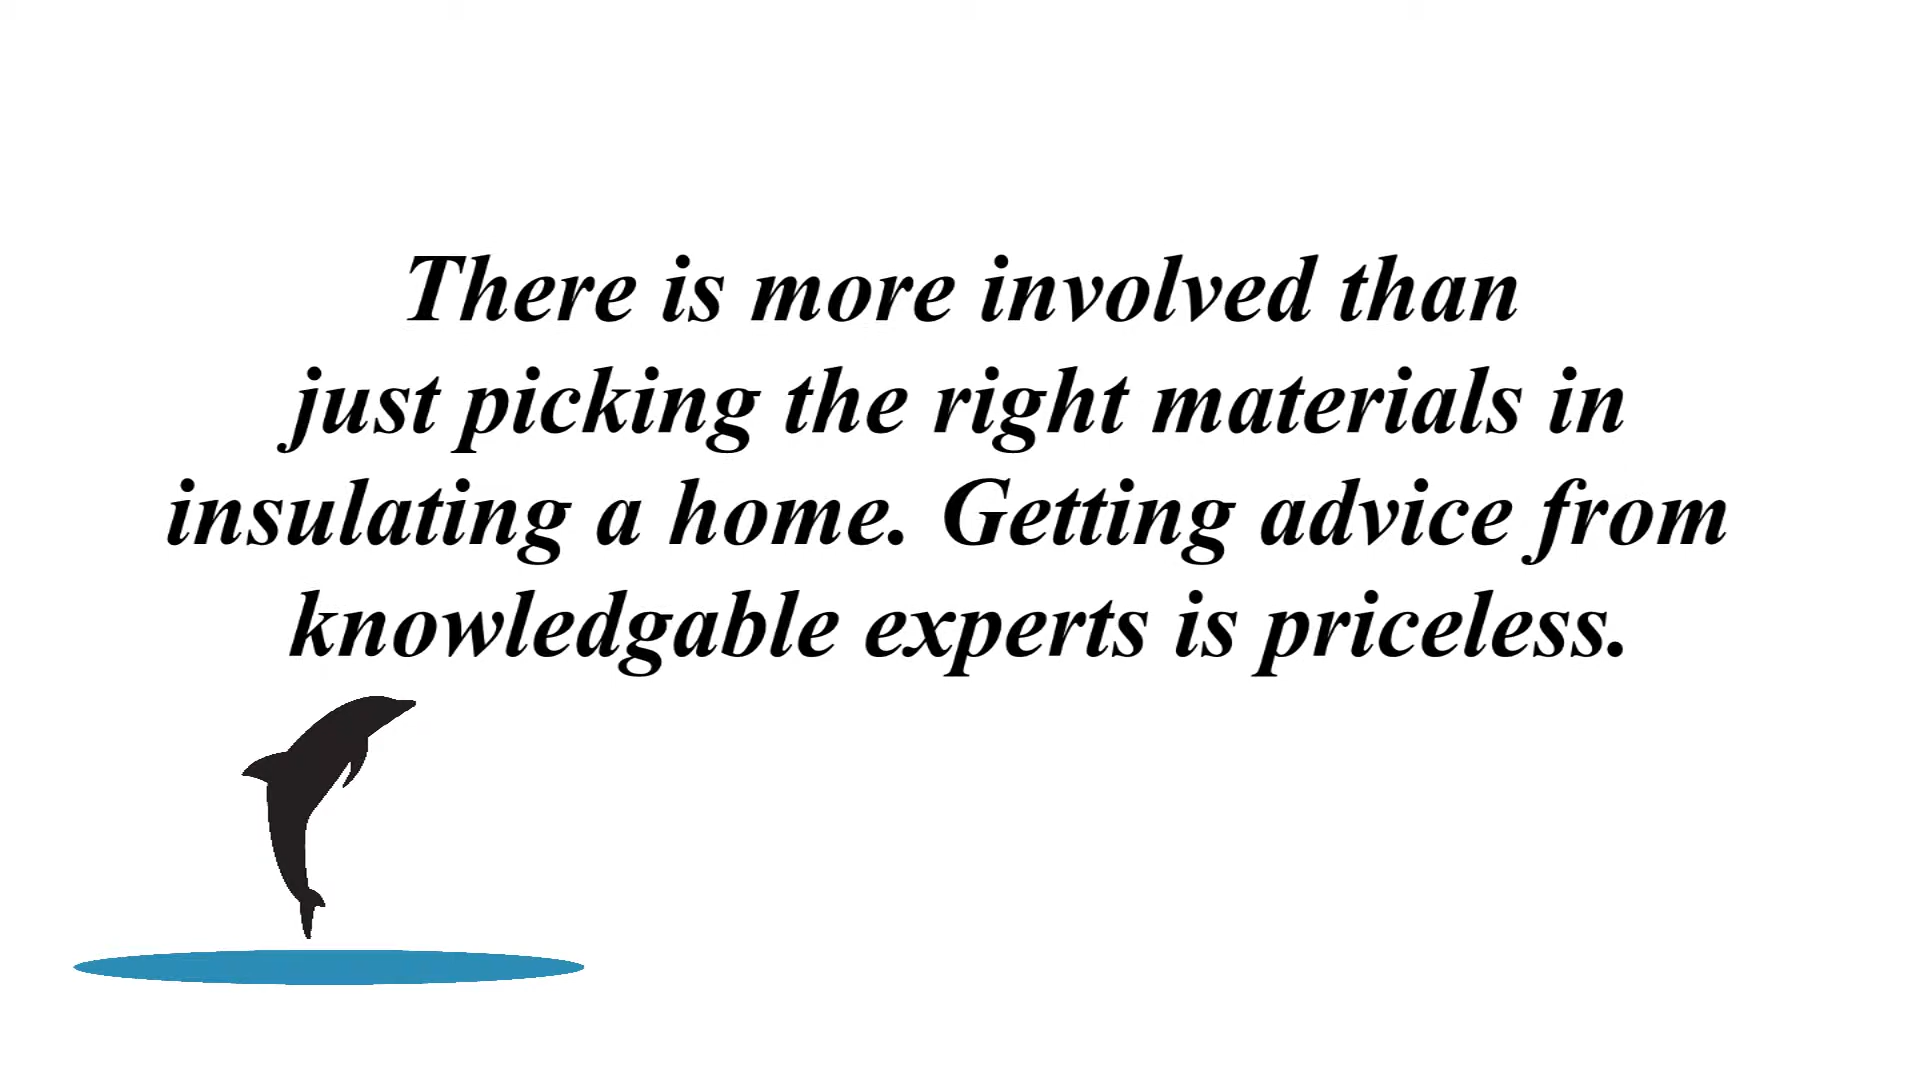 There is more involved than
just picking the right materials in
insulating a home. Getting advice from
knowledgable experts is priceless.